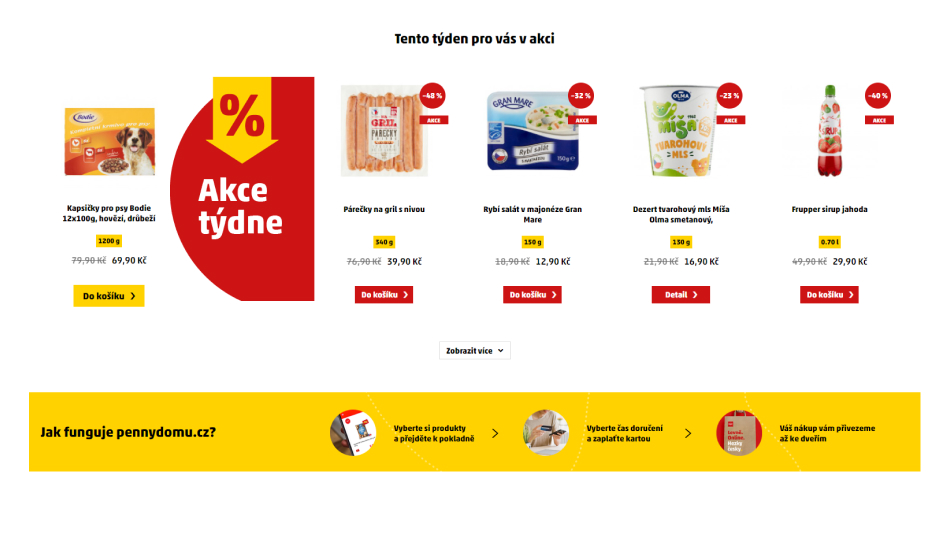 Tento týden pro vás v akci
Bodie
%
Akce
týdne
-48 %
AKCE
GRIL
PÁREČKY
-32 %
AKCE
GRAN MARE
Rybí salát
150g
-23 %
AKCE
OLMA
Míša
TVAROHOVÝ
MLS
-40 %
AKCE
SIRUP
Kapsičky pro psy Bodie
12x100g, hovězí, drůbeží
1200 g
79,90 Kč 69,90 Kč
Do košíku
Párečky na gril s nivou
340 g
76,90 Kč 39,90 Kč
Do košíku
Rybí salát v majonéze Gran
Mare
150 g
18,90 Kč 12,90 Kč
Do košíku
Dezert tvarohový mls Míša
Olma smetanový,
130 g
21,90 Kč 16,90 Kč
Detail
Frupper sirup jahoda
0.70 l
49,90 Kč 29,90 Kč
Do košíku
Zobrazit více
Jak funguje pennydomu.cz?
Vyberte si produkty
a přejděte k pokladně
Vyberte čas doručení
a zaplaťte kartou
Váš nákup vám přivezeme
až ke dveřím